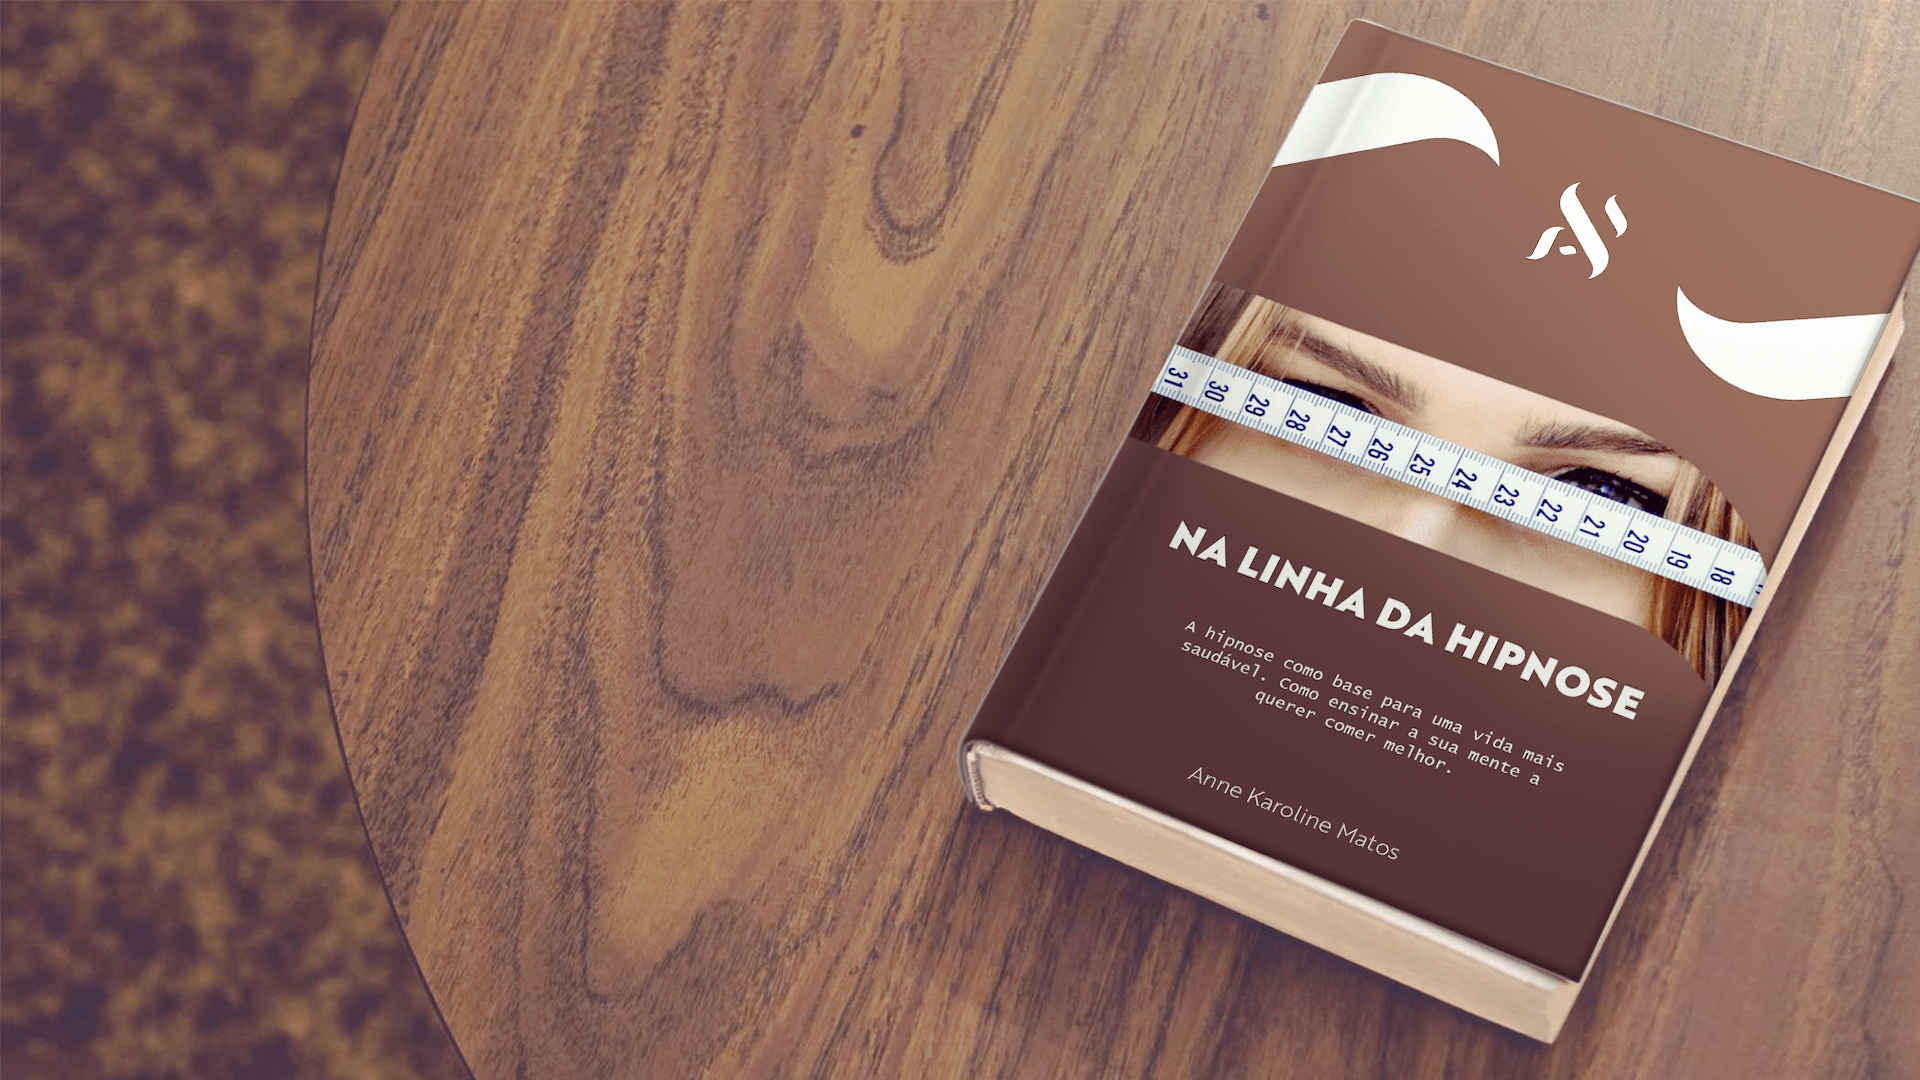 31 30 29 28 27 26 25 24 23 22 21 20 19 18
NA LINHA DA HIPNOSE
A hipnose como base para uma vida mais
saudável. Como ensinar a sua mente a
querer comer melhor.
Anne Karoline Matos